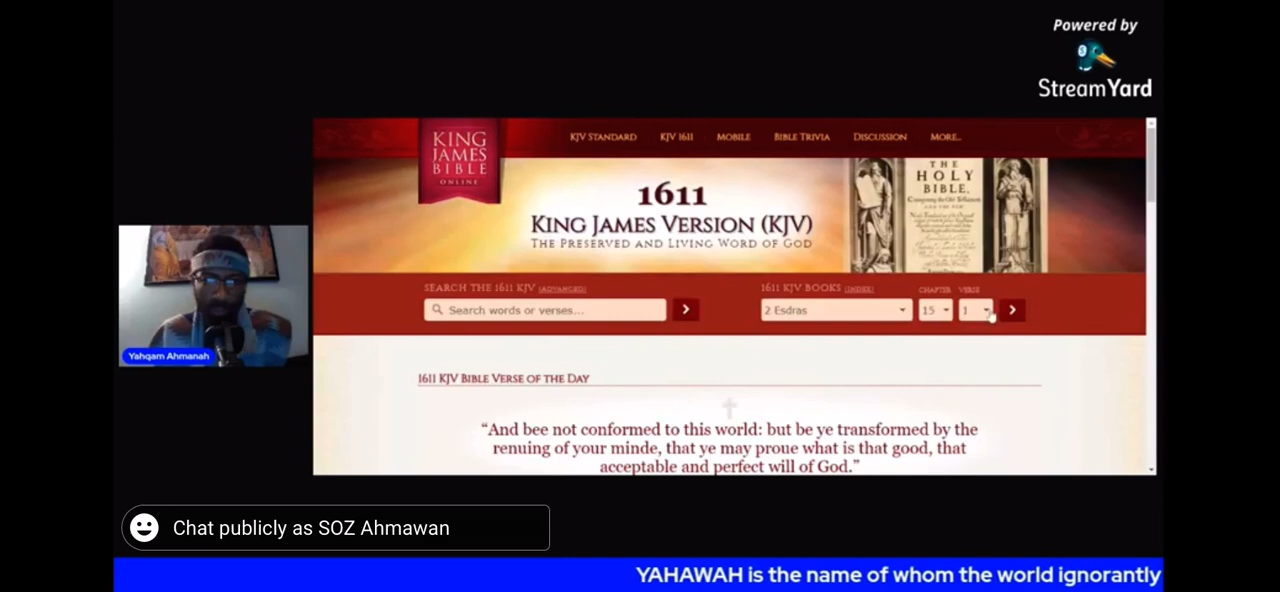 Powered by
StreamYard
KING
JAMES
BIBLE
ONLINE
KJV STANDARD KJV 1611 MOBILE BIBLE TRIVIA DISCUSSION MORE...
1611
KING JAMES VERSION (KJV)
THE PRESERVED AND LIVING WORD OF GOD
THE
HOLY
BIBLE,
SEARCH THE 1611 KJV (ADVANCED)
1611 KJV BOOKS (INDEX) CHAPTER VERSE
Search words or verses...
2 Esdras 15 1
Yahqam Ahmanah
1611 KJV BIBLE VERSE OF THE DAY
“And bee not conformed to this world: but be ye transformed by the
renuing of your minde, that ye may proue what is that good, that
acceptable and perfect will of God.”
Chat publicly as SOZ Ahmawan
YAHAWAH is the name of whom the world ignorantly